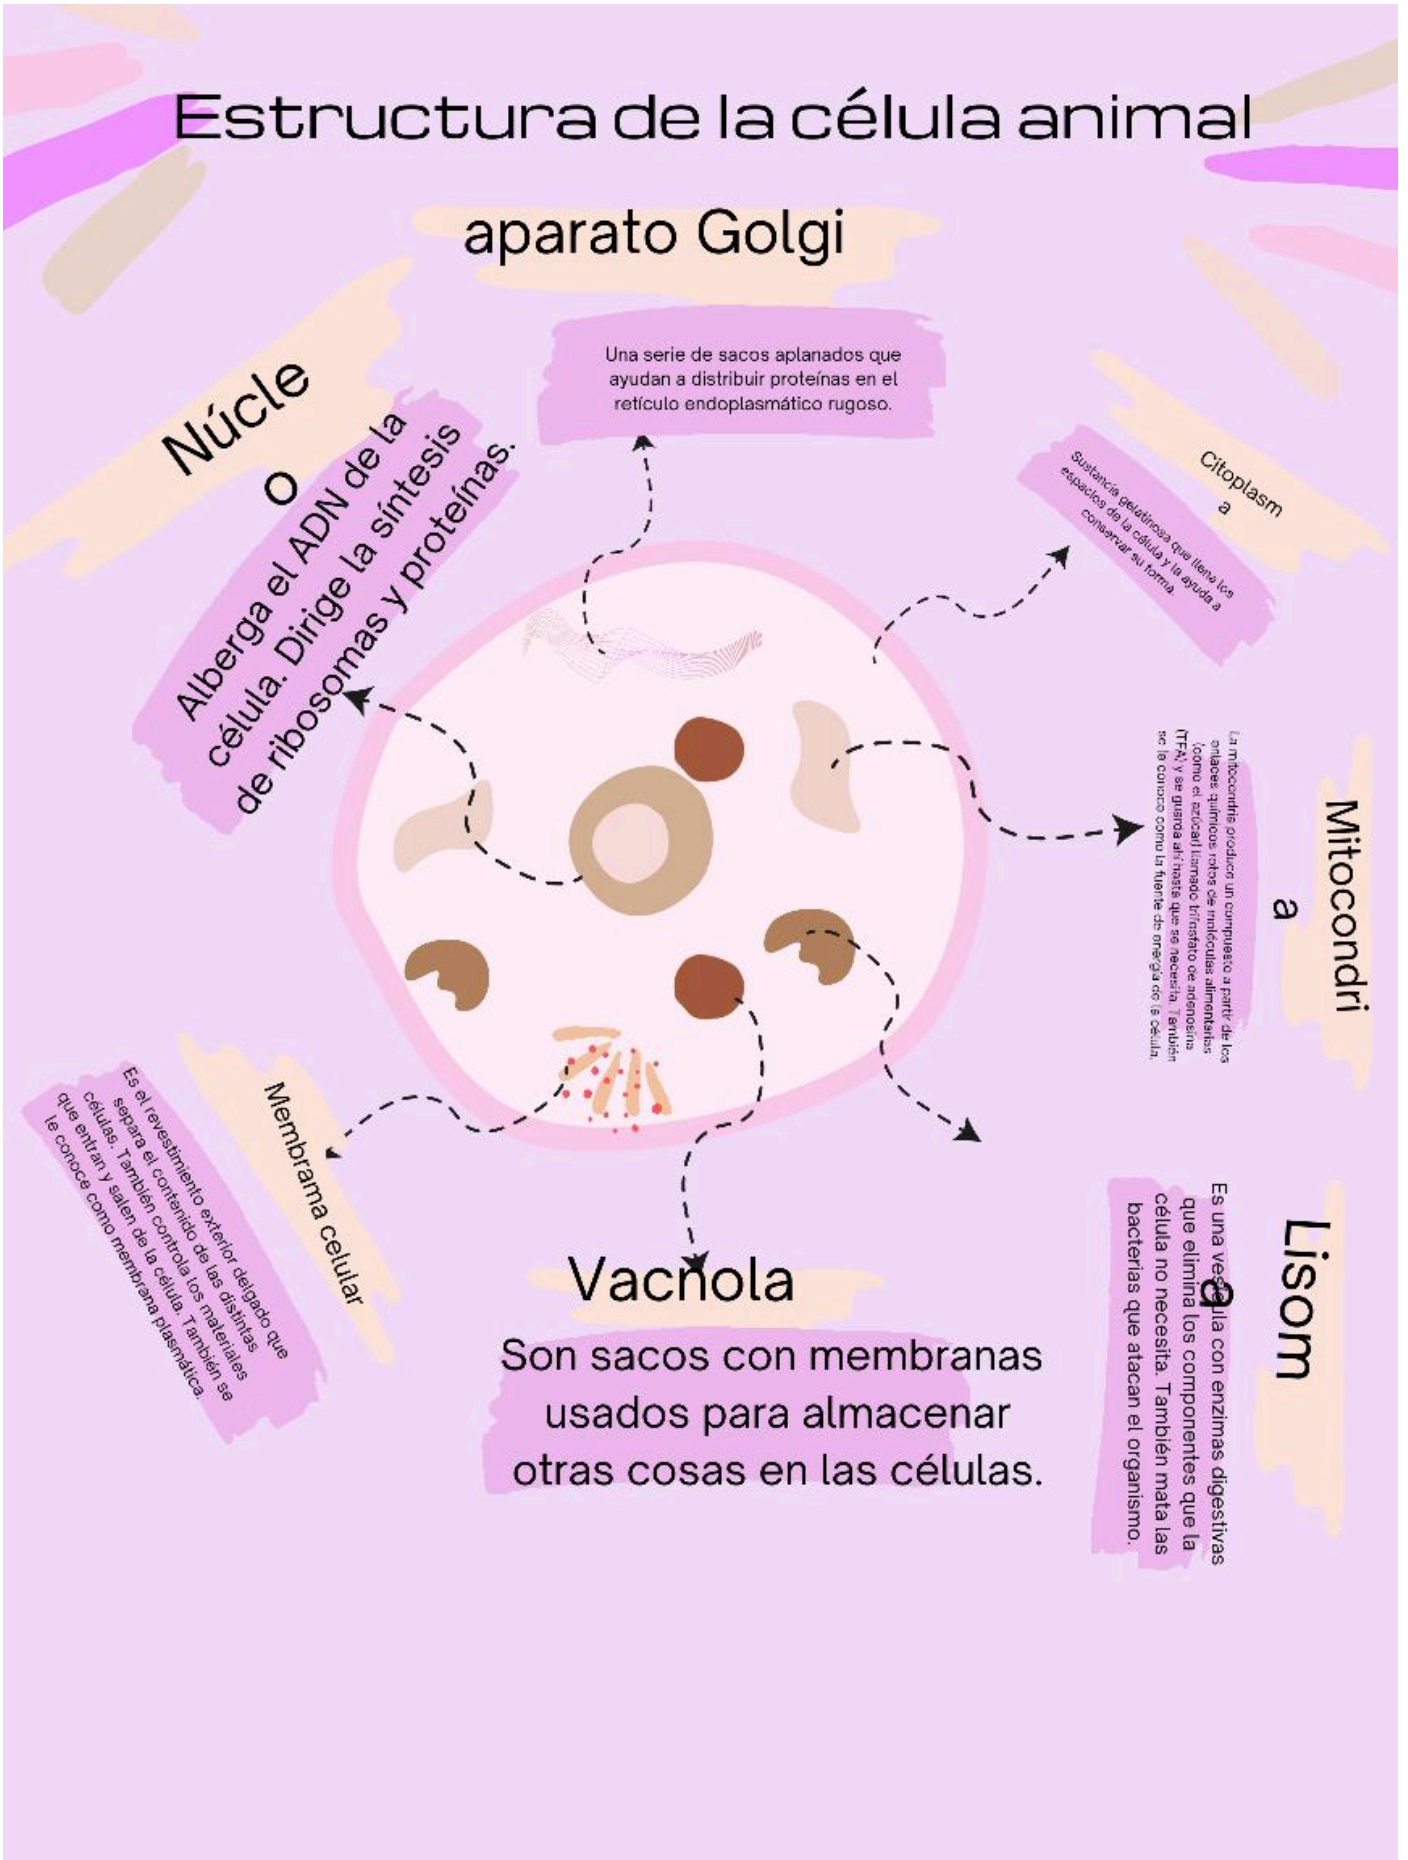 Estructura de la célula animal
aparato Golgi
Una serie de sacos aplanados que
ayudan a distribuir proteínas en el
retículo endoplasmático rugoso.
Núcle
o
Alberga el ADN de la
célula. Dirige la síntesis
de ribosomas y proteínas.
Citoplasm
a
Sustancia gelatinosa que llena los
espacios de la célula y la ayuda a
conservar su forma.
Mitocondri
a
La mitocondria produce un compuesto a partir de los
enlaces químicos rotos de moléculas alimentarias
(como el azúcar) llamado trifosfato de adenosina
(TFA) y se guarda ahí hasta que se necesita. También
se le conoce como la fuente de energía de la célula.
Lisom
a
Es una vesícula con enzimas digestivas
que elimina los componentes que la
célula no necesita. También mata las
bacterias que atacan el organismo.
Vacnola
Son sacos con membranas
usados para almacenar
otras cosas en las células.
Membrama celular
Es el revestimiento exterior delgado que
separa el contenido de las distintas
células. También controla los materiales
que entran y salen de la célula. También se
le conoce como membrana plasmática.